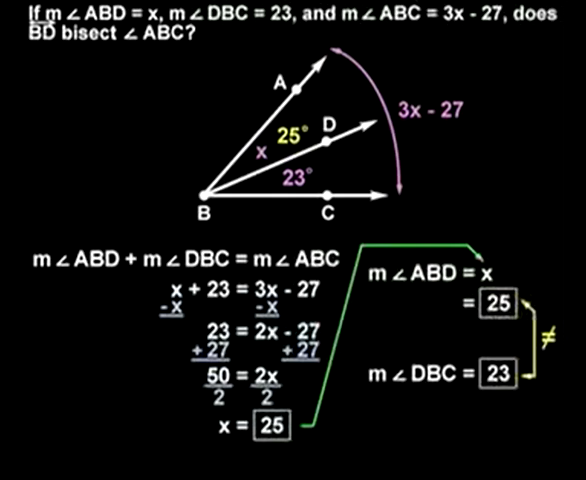 If m∠ABD = x, m∠DBC = 23, and m∠ABC = 3x - 27, does
BD bisect ∠ABC?
A
3x - 27
D
25°
x
23°
B
C
m∠ABD + m∠DBC = m∠ABC
x + 23 = 3x - 27
-x -x
23 = 2x - 27
+27 +27
50 = 2x
2 2
x = 25
m∠ABD = x
= 25
≠
m∠DBC = 23